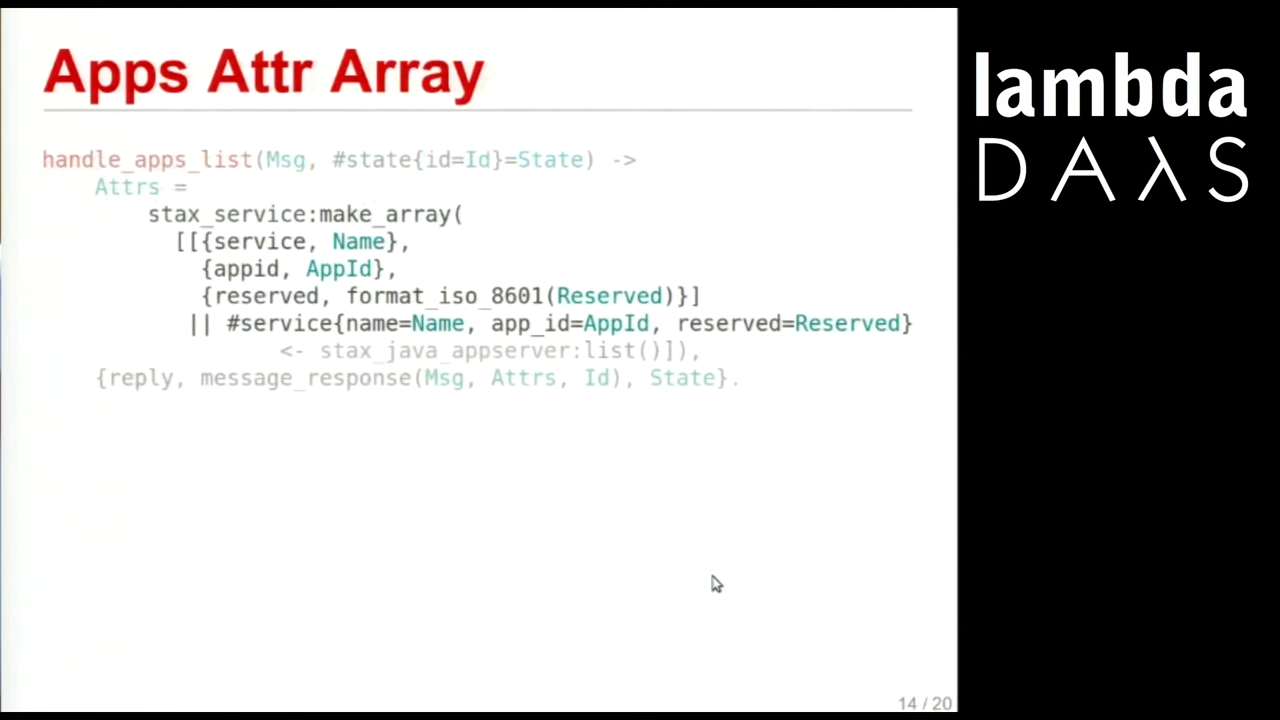 Apps Attr Array
handle_apps_list(Msg, #state{id=Id}=State) ->
Attrs =
stax_service:make_array(
[[{service, Name},
{appid, AppId},
{reserved, format_iso_8601(Reserved)}]
|| #service{name=Name, app_id=AppId, reserved=Reserved}
<- stax_java_appserver:list()]),
{reply, message_response(Msg, Attrs, Id), State}.
14 / 20
lambda
DAλS